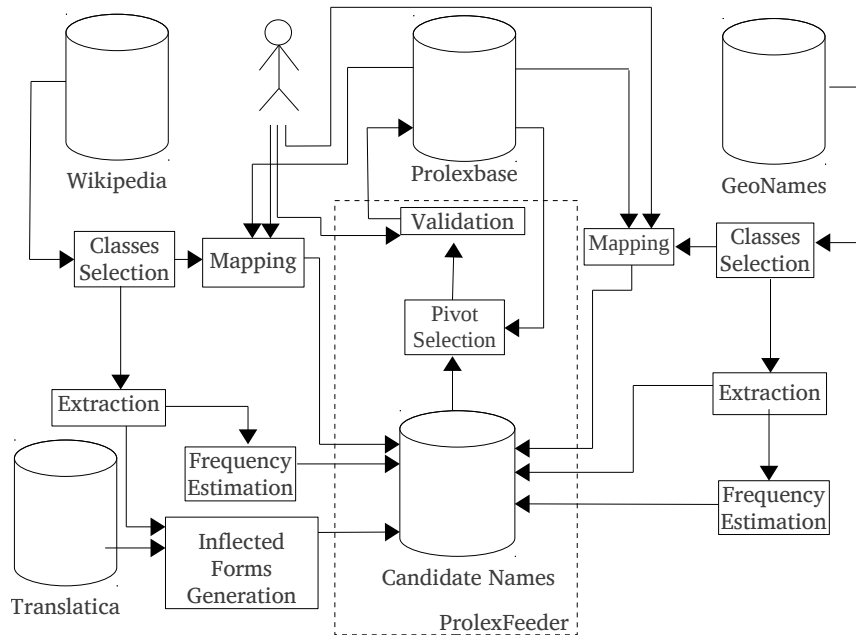 Wikipedia
Prolexbase
GeoNames
Validation
Classes
Selection
Mapping
Mapping
Classes
Selection
Pivot
Selection
Extraction
Extraction
Frequency
Estimation
Frequency
Estimation
Inflected
Forms
Generation
Translatica
Candidate Names
ProlexFeeder